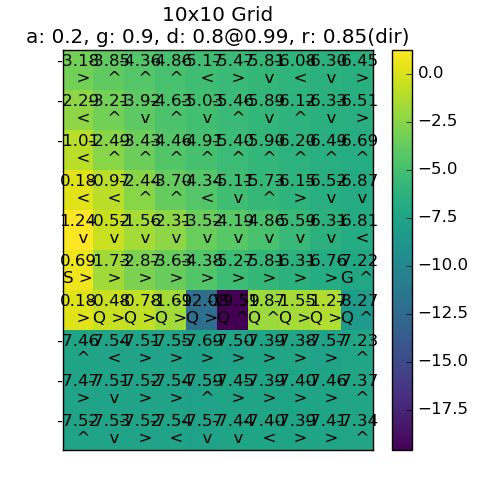 10x10 Grid
a: 0.2, g: 0.9, d: 0.8@0.99, r: 0.85(dir)
-3.18 -3.85 -4.36 -4.86 -5.17 -5.47 -5.81 -6.08 -6.30 -6.45
> ^ ^ ^ < > v < v >
-2.29 -3.21 -3.92 -4.63 -5.03 -5.46 -5.89 -6.12 -6.33 -6.51
< ^ v ^ v ^ v ^ v >
-1.01 -2.49 -3.43 -4.46 -4.91 -5.40 -5.90 -6.20 -6.49 -6.69
< ^ ^ ^ ^ ^ ^ ^ ^ ^
0.18 -0.97 -2.44 -3.70 -4.34 -5.11 -5.73 -6.15 -6.52 -6.87
< < ^ ^ < v ^ > v v
1.24 -0.52 -1.56 -2.31 -3.52 -4.19 -4.86 -5.59 -6.31 -6.81
v v v v v v v v v <
0.69 -1.73 -2.87 -3.63 -4.38 -5.27 -5.81 -6.31 -6.76 -7.22
S > > > > > > > > > G ^
0.18 -0.48 -0.78 -1.69 -12.08 -1.55 -1.27 -8.27
> Q > Q > Q > Q > Q ^ Q ^ Q > Q > Q ^
-7.46 -7.54 -7.51 -7.55 -7.69 -7.50 -7.39 -7.38 -7.57 -7.23
^ < > > > > > > > ^
-7.47 -7.51 -7.52 -7.54 -7.59 -7.45 -7.39 -7.40 -7.46 -7.37
^ v > > ^ > > > > ^
-7.52 -7.53 -7.52 -7.54 -7.57 -7.44 -7.40 -7.39 -7.41 -7.34
^ v > < v v < > > ^
0.0
−2.5
−5.0
−7.5
−10.0
−12.5
−15.0
−17.5